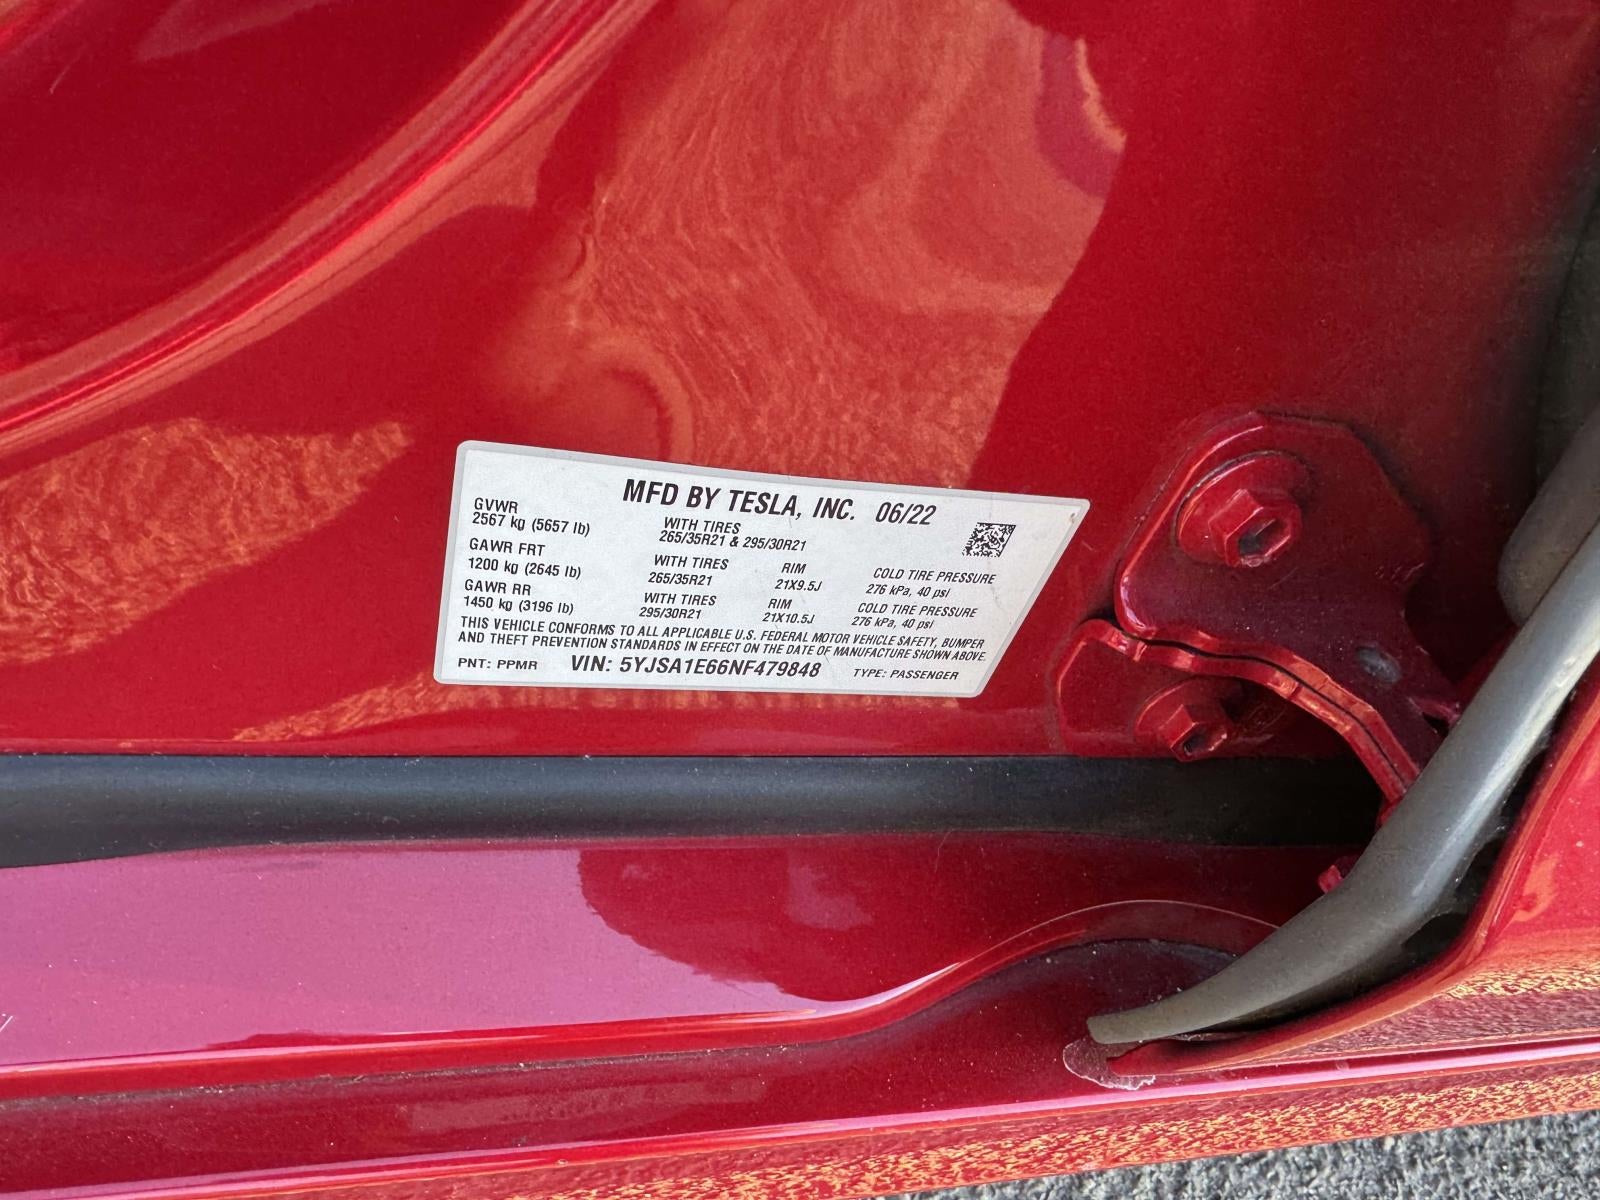 MFD BY TESLA, INC. 06/22
GVWR
2567 kg (5657 lb)
WITH TIRES
265/35R21 & 295/30R21
GAWR FRT
1200 kg (2645 lb)
WITH TIRES
265/35R21
RIM
21X9.5J
COLD TIRE PRESSURE
276 kPa, 40 psi
GAWR RR
1450 kg (3196 lb)
WITH TIRES
295/30R21
RIM
21X10.5J
COLD TIRE PRESSURE
276 kPa, 40 psi
THIS VEHICLE CONFORMS TO ALL APPLICABLE U.S. FEDERAL MOTOR VEHICLE SAFETY, BUMPER
AND THEFT PREVENTION STANDARDS IN EFFECT ON THE DATE OF MANUFACTURE SHOWN ABOVE.
PNT: PPMR VIN: 5YJSA1E66NF479848 TYPE: PASSENGER